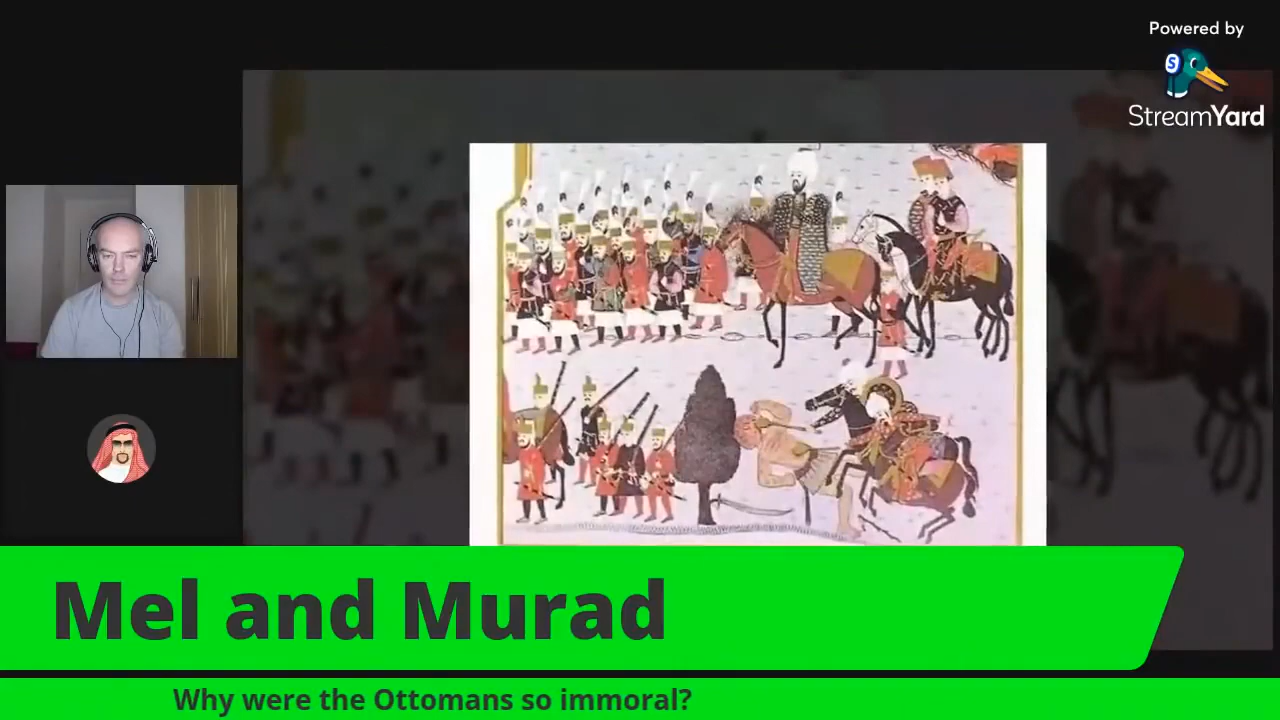 Powered by
StreamYard
Mel and Murad
Why were the Ottomans so immoral?